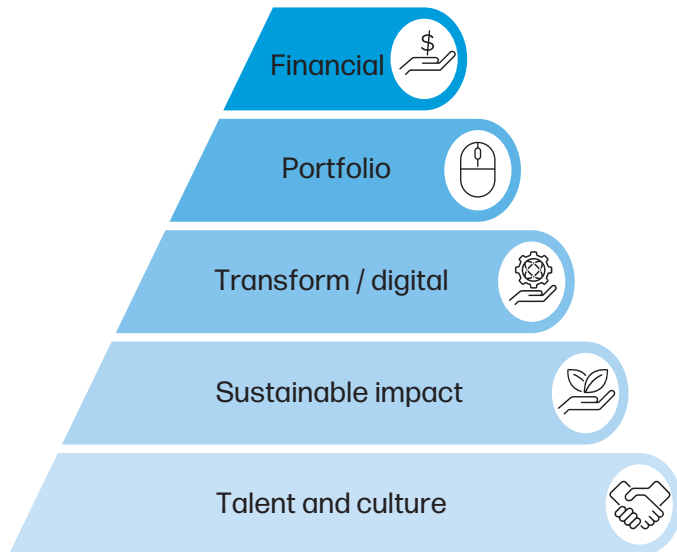 Financial
$
Portfolio
Transform / digital
Sustainable impact
Talent and culture